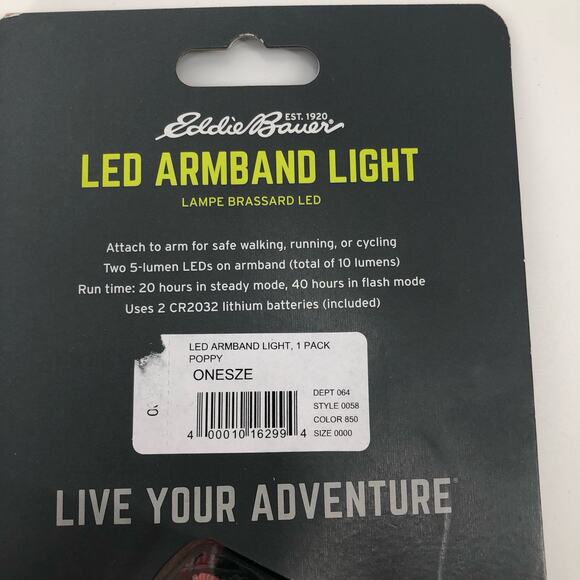 EST. 1920
Eddie Bauer®
LED ARMBAND LIGHT
LAMPE BRASSARD LED
Attach to arm for safe walking, running, or cycling
Two 5-lumen LEDs on armband (total of 10 lumens)
Run time: 20 hours in steady mode, 40 hours in flash mode
Uses 2 CR2032 lithium batteries (included)
LED ARMBAND LIGHT, 1 PACK
POPPY
ONESZE
DEPT 064
STYLE 0058
COLOR 850
SIZE 0000
4 00010 16299 4
LIVE YOUR ADVENTURE®